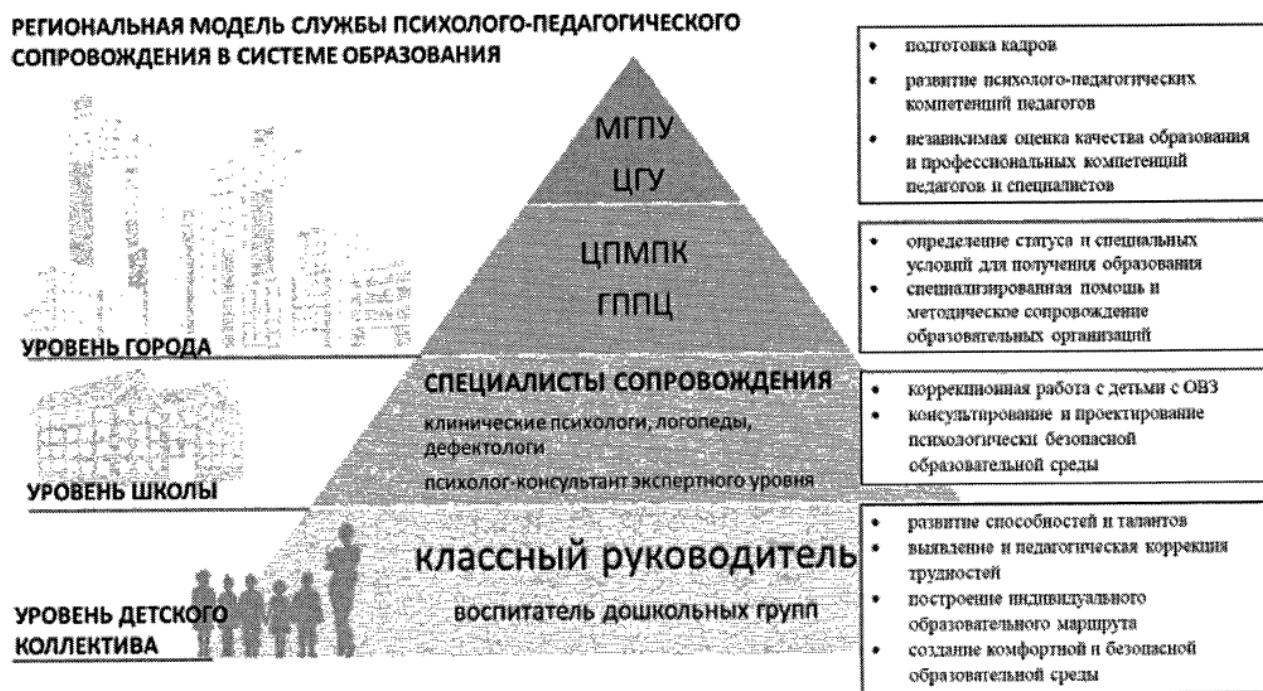 РЕГИОНАЛЬНАЯ МОДЕЛЬ СЛУЖБЫ ПСИХОЛОГО-ПЕДАГОГИЧЕСКОГО
СОПРОВОЖДЕНИЯ В СИСТЕМЕ ОБРАЗОВАНИЯ
МГПУ
ЦГУ
• подготовка кадров
• развитие психолого-педагогических
компетенций педагогов
• независимая оценка качества образования
и профессиональных компетенций
педагогов и специалистов
УРОВЕНЬ ГОРОДА
ЦПМПК
ГППЦ
• определение статуса и специальных
условий для получения образования
• специализированная помощь и
методическое сопровождение
образовательных организаций
УРОВЕНЬ ШКОЛЫ
СПЕЦИАЛИСТЫ СОПРОВОЖДЕНИЯ
клинические психологи, логопеды,
дефектологи
психолог-консультант экспертного уровня
• коррекционная работа с детьми с ОВЗ
• консультирование и проектирование
психологически безопасной
образовательной среды
УРОВЕНЬ ДЕТСКОГО
КОЛЛЕКТИВА
классный руководитель
воспитатель дошкольных групп
• развитие способностей и талантов
• выявление и педагогическая коррекция
трудностей
• построение индивидуального
образовательного маршрута
• создание комфортной и безопасной
образовательной среды